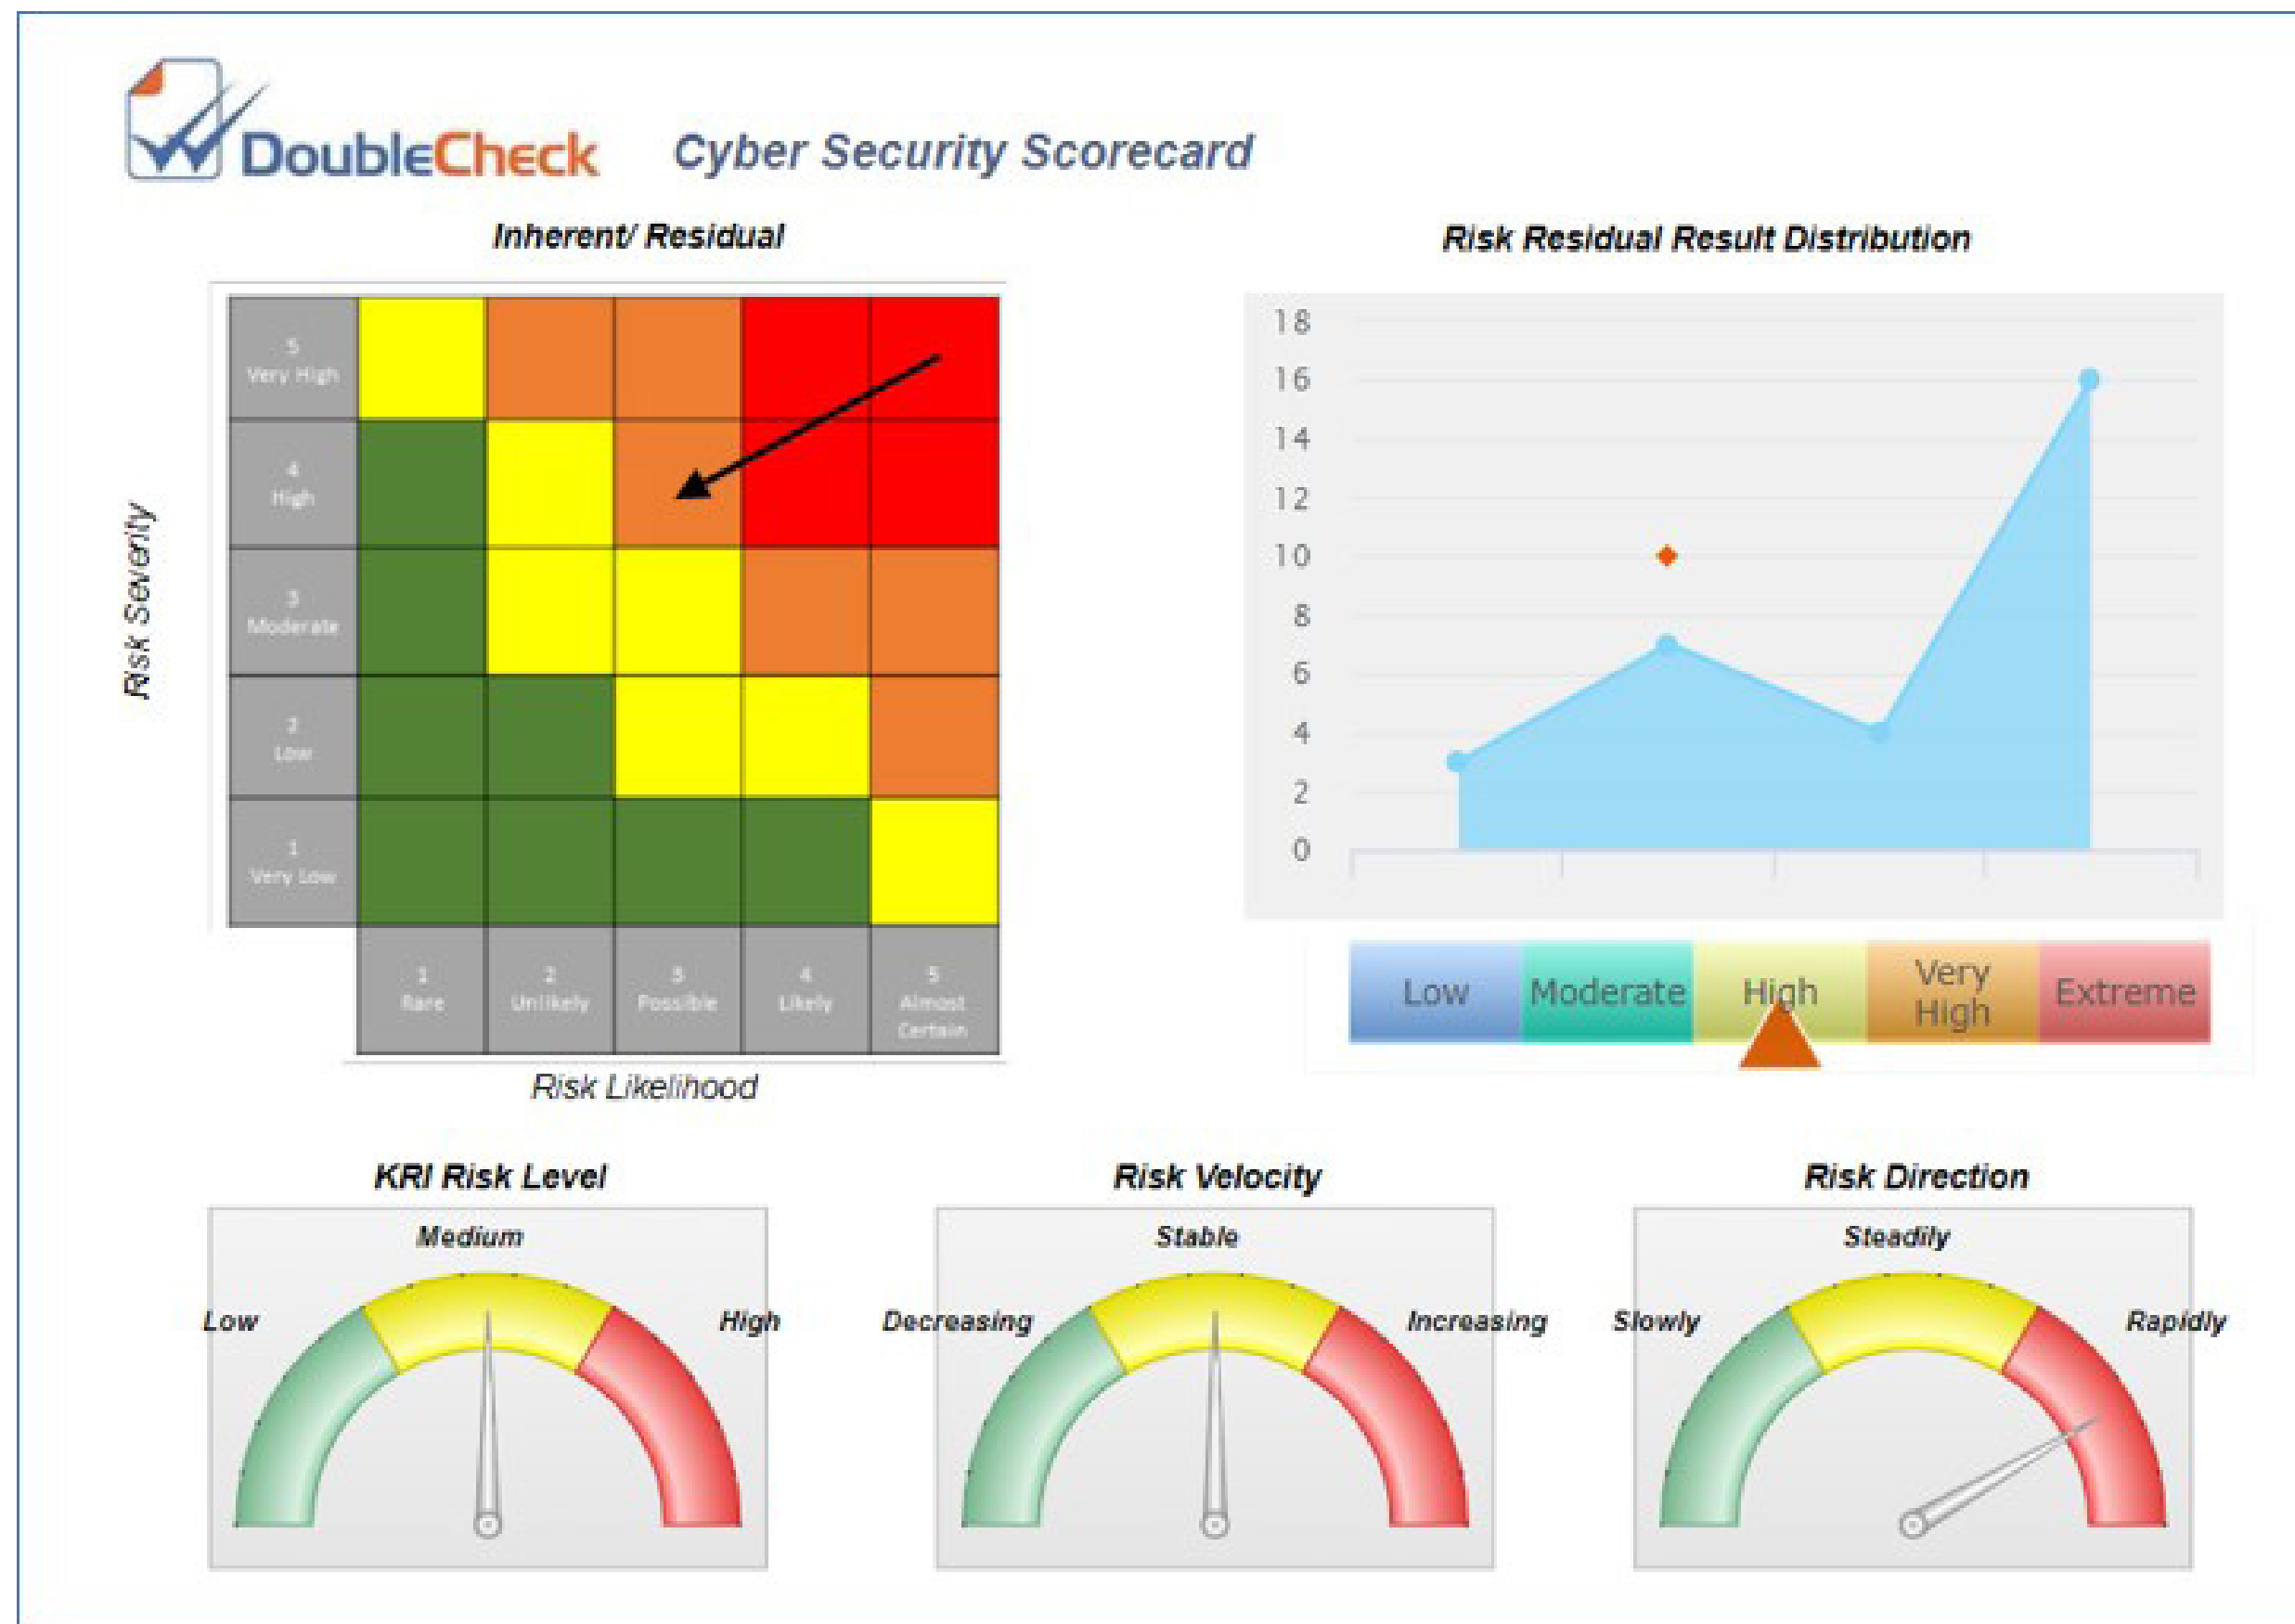 DoubleCheck
Cyber Security Scorecard
Inherent/ Residual
Risk Severity
5
Very High
4
High
3
Moderate
2
Low
1
Very Low
1
Rare
2
Unlikely
3
Possible
4
Likely
5
Almost
Certain
Risk Likelihood
Risk Residual Result Distribution
18
16
14
12
10
8
6
4
2
0
Low
Moderate
High
Very
High
Extreme
KRI Risk Level
Medium
Low
High
Risk Velocity
Stable
Decreasing
Increasing
Risk Direction
Steadily
Slowly
Rapidly